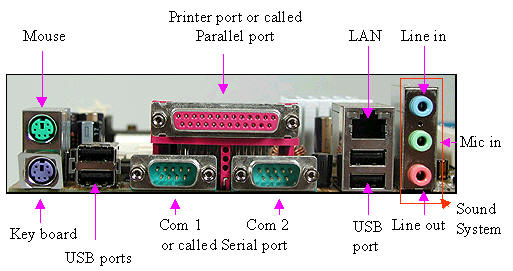 Printer port or called
Parallel port
Mouse
LAN
Line in
Mic in
Key board
USB ports
Com 1
Com 2
or called Serial port
USB
port
Line out
Sound
System